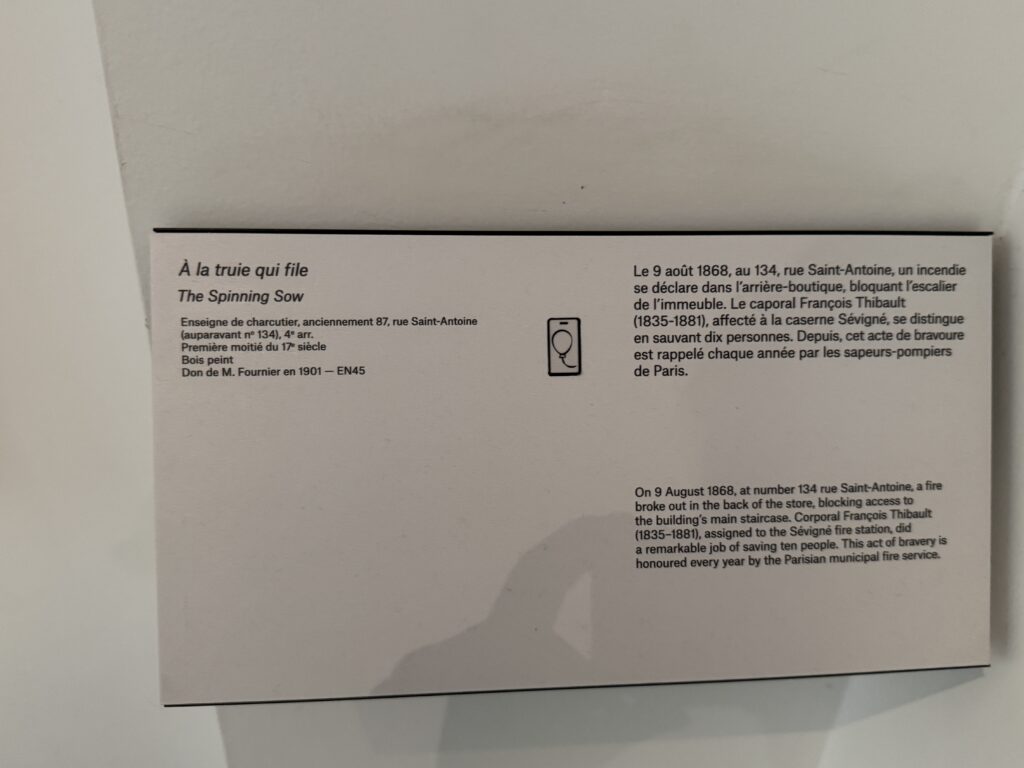 À la truie qui file
The Spinning Sow
Enseigne de charcutier, anciennement 87, rue Saint-Antoine
(auparavant nº 134), 4ᵉ arr.
Première moitié du 17ᵉ siècle
Bois peint
Don de M. Fournier en 1901 — EN45
Le 9 août 1868, au 134, rue Saint-Antoine, un incendie
se déclare dans l'arrière-boutique, bloquant l'escalier
de l'immeuble. Le caporal François Thibault
(1835-1881), affecté à la caserne Sévigné, se distingue
en sauvant dix personnes. Depuis, cet acte de bravoure
est rappelé chaque année par les sapeurs-pompiers
de Paris.
On 9 August 1868, at number 134 rue Saint-Antoine, a fire
broke out in the back of the store, blocking access to
the building's main staircase. Corporal François Thibault
(1835–1881), assigned to the Sévigné fire station, did
a remarkable job of saving ten people. This act of bravery is
honoured every year by the Parisian municipal fire service.